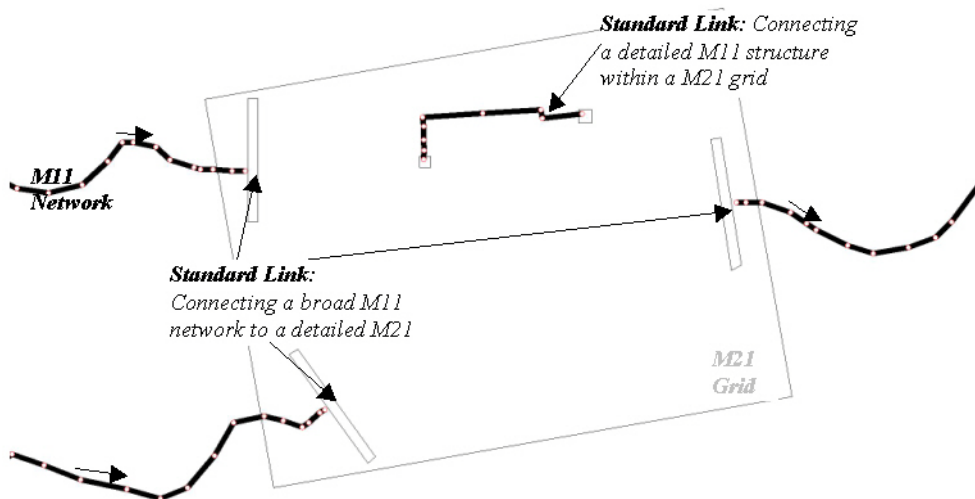 Standard Link: Connecting
a detailed M11 structure
within a M21 grid
M11
Network
Standard Link:
Connecting a broad M11
network to a detailed M21
M21
Grid